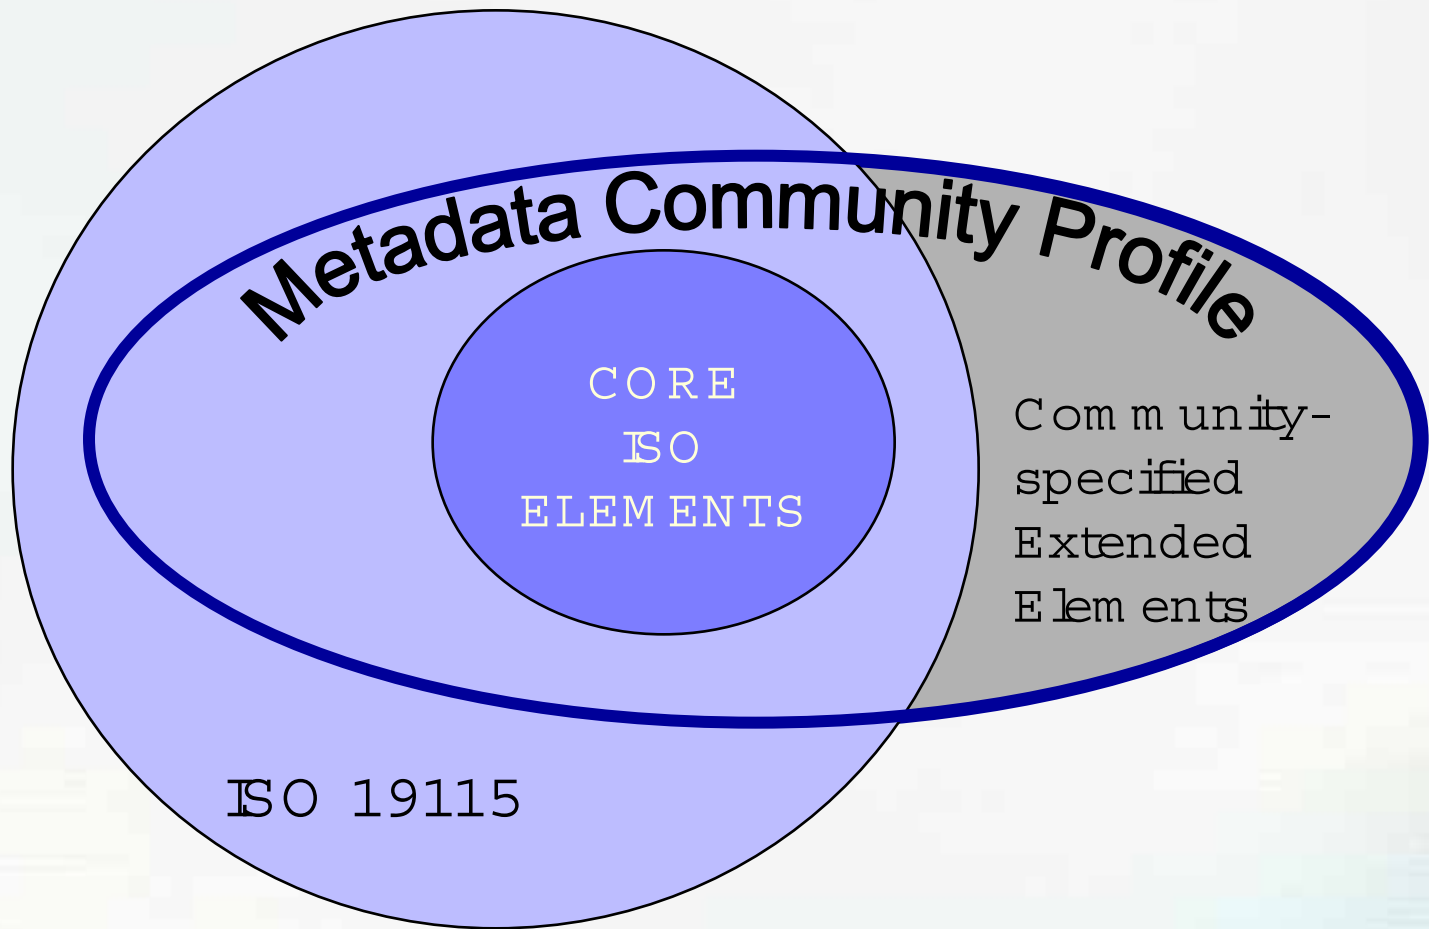 Metadata Community Profile
CORE
ISO
ELEMENTS
Community-
specified
Extended
Elements
ISO 19115